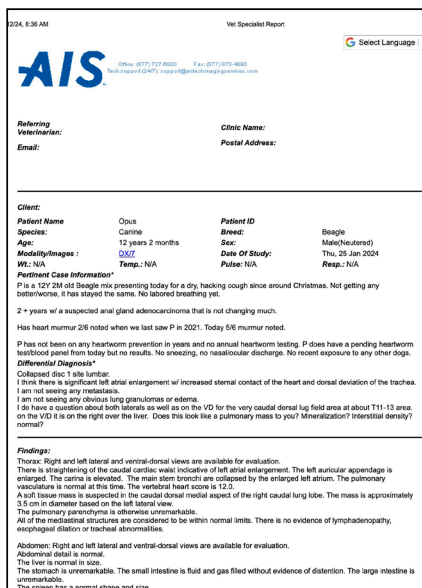 12/24, 8:36 AM Vet Specialist Report
Select Language
AIS
Office: (877) 727-6800 Fax: (877) 870-4890
Tech support (24/7): support@antechimagingservices.com
Referring
Veterinarian:
Clinic Name:
Email:
Postal Address:
Client:
Patient Name Opus Patient ID
Species: Canine Breed: Beagle
Age: 12 years 2 months Sex: Male(Neutered)
Modality/Images : DX/7 Date Of Study: Thu, 25 Jan 2024
Wt.: N/A Temp.: N/A Pulse: N/A Resp.: N/A
Pertinent Case Information*
P is a 12Y 2M old Beagle mix presenting today for a dry, hacking cough since around Christmas. Not getting any
better/worse, it has stayed the same. No labored breathing yet.
2 + years w/ a suspected anal gland adenocarcinoma that is not changing much.
Has heart murmur 2/6 noted when we last saw P in 2021. Today 5/6 murmur noted.
P has not been on any heartworm prevention in years and no annual heartworm testing. P does have a pending heartworm
test/blood panel from today but no results. No sneezing, no nasal/ocular discharge. No recent exposure to any other dogs.
Differential Diagnosis*
Collapsed disc 1 site lumbar.
I think there is significant left atrial enlargement w/ increased sternal contact of the heart and dorsal deviation of the trachea.
I am not seeing any metastasis.
I am not seeing any obvious lung granulomas or edema.
I do have a question about both laterals as well on the VD for the very caudal dorsal lug field area at about T11-13 area.
on the V/D it is on the right over the liver. Does this look like a pulmonary mass to you? Mineralization? Interstitial density?
normal?
Findings:
Thorax: Right and left lateral and ventral-dorsal views are available for evaluation.
There is straightening of the caudal cardiac waist indicative of left atrial enlargement. The left auricular appendage is
enlarged. The carina is elevated. The main stem bronchi are collapsed by the enlarged left atrium. The pulmonary
vasculature is normal at this time. The vertebral heart score is 12.0.
A soft tissue mass is suspected in the caudal dorsal medial aspect of the right caudal lung lobe. The mass is approximately
3.5 cm in diameter based on the left lateral view.
The pulmonary parenchyma is otherwise unremarkable.
All of the mediastinal structures are considered to be within normal limits. There is no evidence of lymphadenopathy,
esophageal dilation or tracheal abnormalities.
Abdomen: Right and left lateral and ventral-dorsal views are available for evaluation.
Abdominal detail is normal.
The liver is normal in size.
The stomach is unremarkable. The small intestine is fluid and gas filled without evidence of distention. The large intestine is
unremarkable.
The spleen has a normal shape and size.